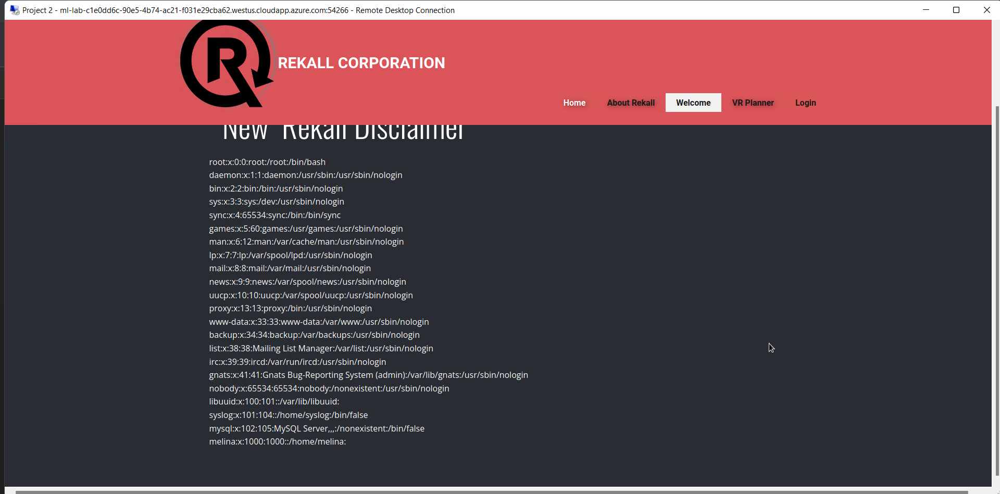 Project 2 - ml-lab-c1e0dd6c-90e5-4b74-ac21-f031e29cba62.westus.cloudapp.azure.com:54266 - Remote Desktop Connection
R
REKALL CORPORATION
Home About Rekall Welcome VR Planner Login
"New" Rekall Disclaimer
root:x:0:0:root:/root:/bin/bash
daemon:x:1:1:daemon:/usr/sbin:/usr/sbin/nologin
bin:x:2:2:bin:/bin:/usr/sbin/nologin
sys:x:3:3:sys:/dev:/usr/sbin/nologin
sync:x:4:65534:sync:/bin:/bin/sync
games:x:5:60:games:/usr/games:/usr/sbin/nologin
man:x:6:12:man:/var/cache/man:/usr/sbin/nologin
lp:x:7:7:lp:/var/spool/lpd:/usr/sbin/nologin
mail:x:8:8:mail:/var/mail:/usr/sbin/nologin
news:x:9:9:news:/var/spool/news:/usr/sbin/nologin
uucp:x:10:10:uucp:/var/spool/uucp:/usr/sbin/nologin
proxy:x:13:13:proxy:/bin:/usr/sbin/nologin
www-data:x:33:33:www-data:/var/www:/usr/sbin/nologin
backup:x:34:34:backup:/var/backups:/usr/sbin/nologin
list:x:38:38:Mailing List Manager:/var/list:/usr/sbin/nologin
irc:x:39:39:ircd:/var/run/ircd:/usr/sbin/nologin
gnats:x:41:41:Gnats Bug-Reporting System (admin):/var/lib/gnats:/usr/sbin/nologin
nobody:x:65534:65534:nobody:/nonexistent:/usr/sbin/nologin
libuuid:x:100:101::/var/lib/libuuid:
syslog:x:101:104::/home/syslog:/bin/false
mysql:x:102:105:MySQL Server,,,:/nonexistent:/bin/false
melina:x:1000:1000::/home/melina: